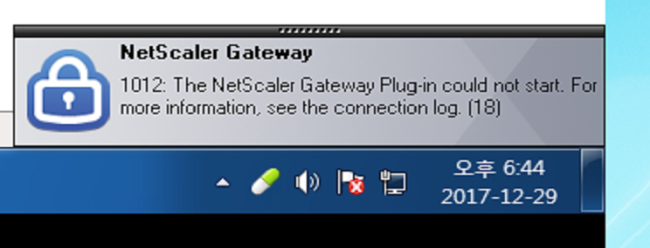 NetScaler Gateway
1012: The NetScaler Gateway Plug-in could not start. For
more information, see the connection log. (18)
오후 6:44
2017-12-29